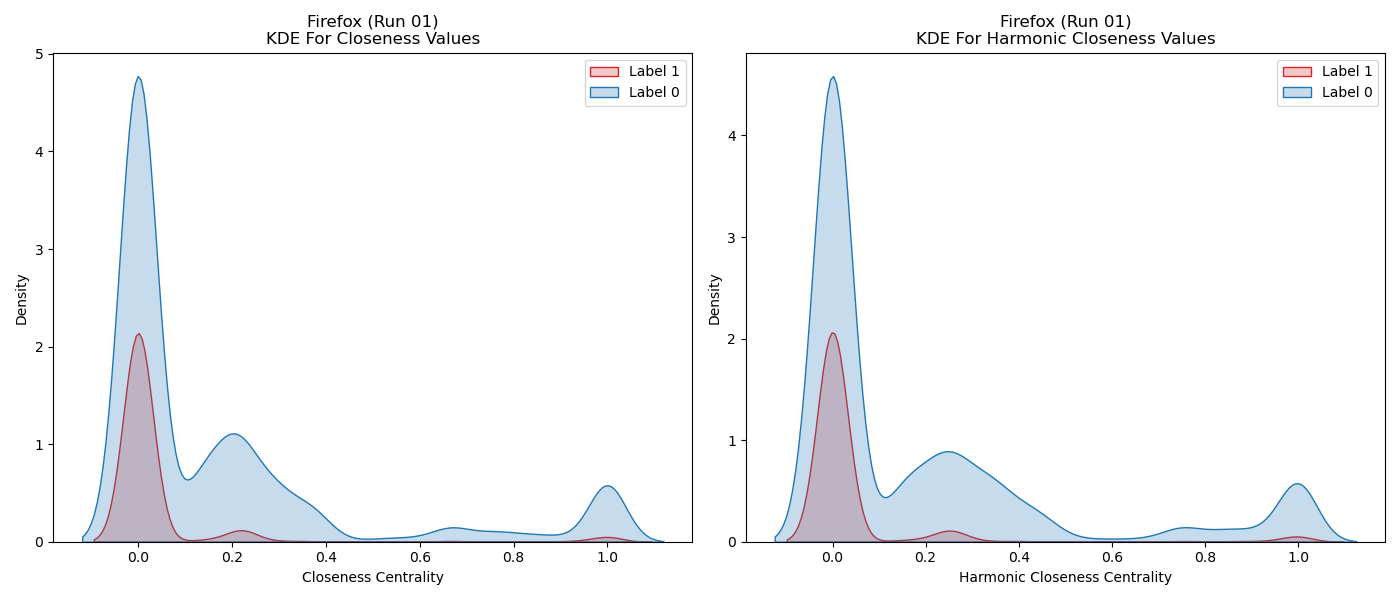 Firefox (Run 01)
KDE For Closeness Values
Label 1
Label 0
Density
5
4
3
2
1
0
0.0 0.2 0.4 0.6 0.8 1.0
Closeness Centrality
Firefox (Run 01)
KDE For Harmonic Closeness Values
Label 1
Label 0
Density
4
3
2
1
0
0.0 0.2 0.4 0.6 0.8 1.0
Harmonic Closeness Centrality